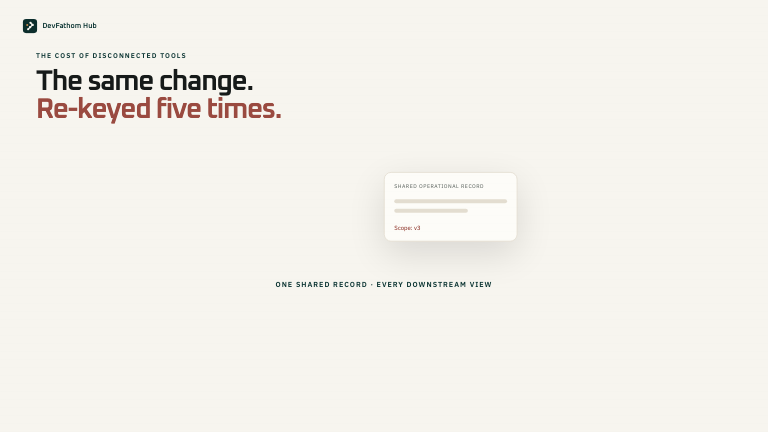 DevFathom Hub
THE COST OF DISCONNECTED TOOLS
The same change.
Re-keyed five times.
SHARED OPERATIONAL RECORD
Scope: v3
ONE SHARED RECORD · EVERY DOWNSTREAM VIEW